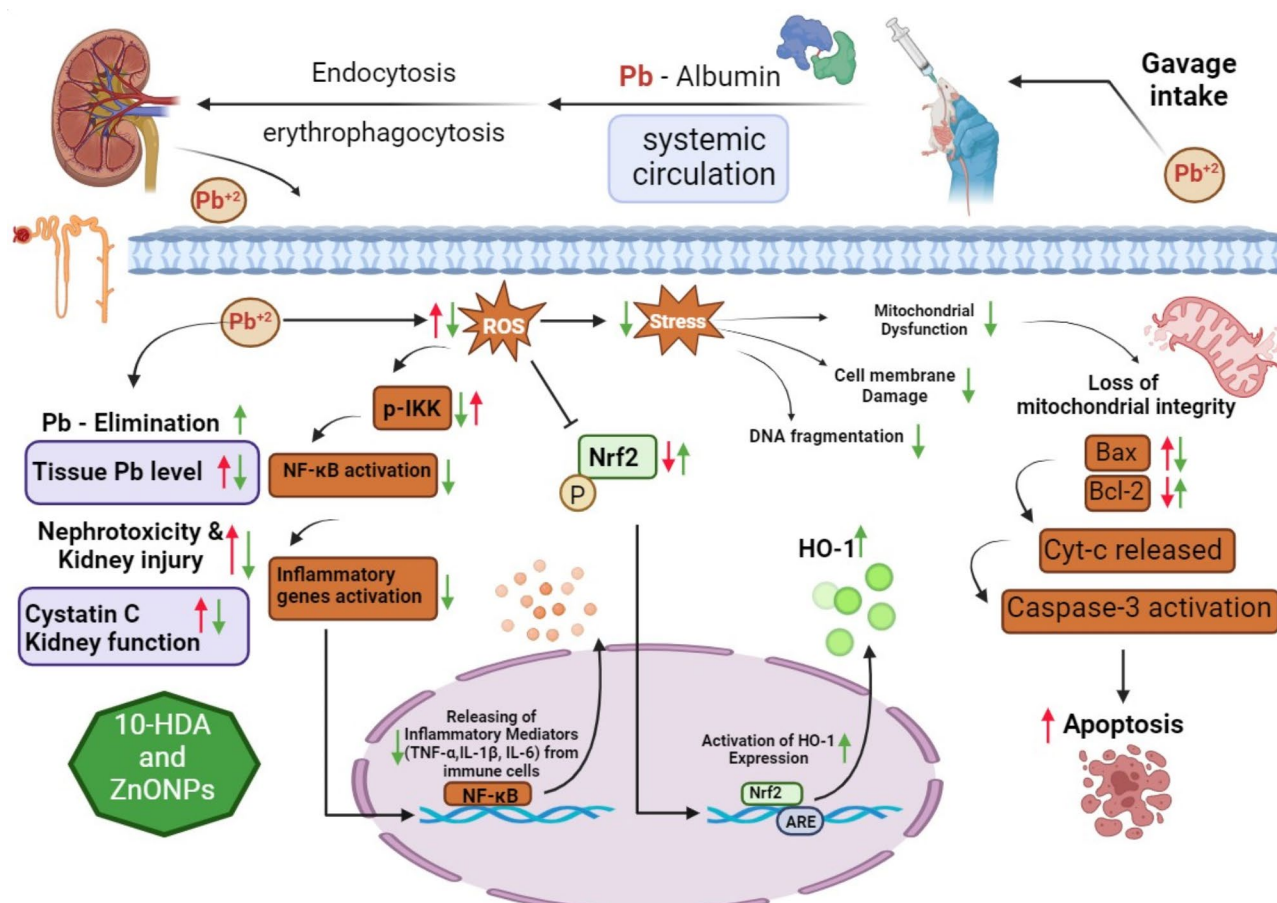 Endocytosis
erythrophagocytosis
Pb - Albumin
systemic
circulation
Gavage
intake
Pb+2
Pb+2
Pb+2
ROS
Stress
Mitochondrial
Dysfunction
Cell membrane
Damage
DNA fragmentation
Loss of
mitochondrial integrity
Bax
Bcl-2
Cyt-c released
Caspase-3 activation
Apoptosis
Pb - Elimination
Tissue Pb level
Nephrotoxicity &
Kidney injury
Cystatin C
Kidney function
p-IKK
NF-κB activation
Inflammatory
genes activation
Nrf2
P
HO-1
10-HDA
and
ZnONPs
Releasing of
Inflammatory Mediators
(TNF-α,IL-1β, IL-6) from
immune cells
NF-κB
Activation of HO-1
Expression
Nrf2
ARE